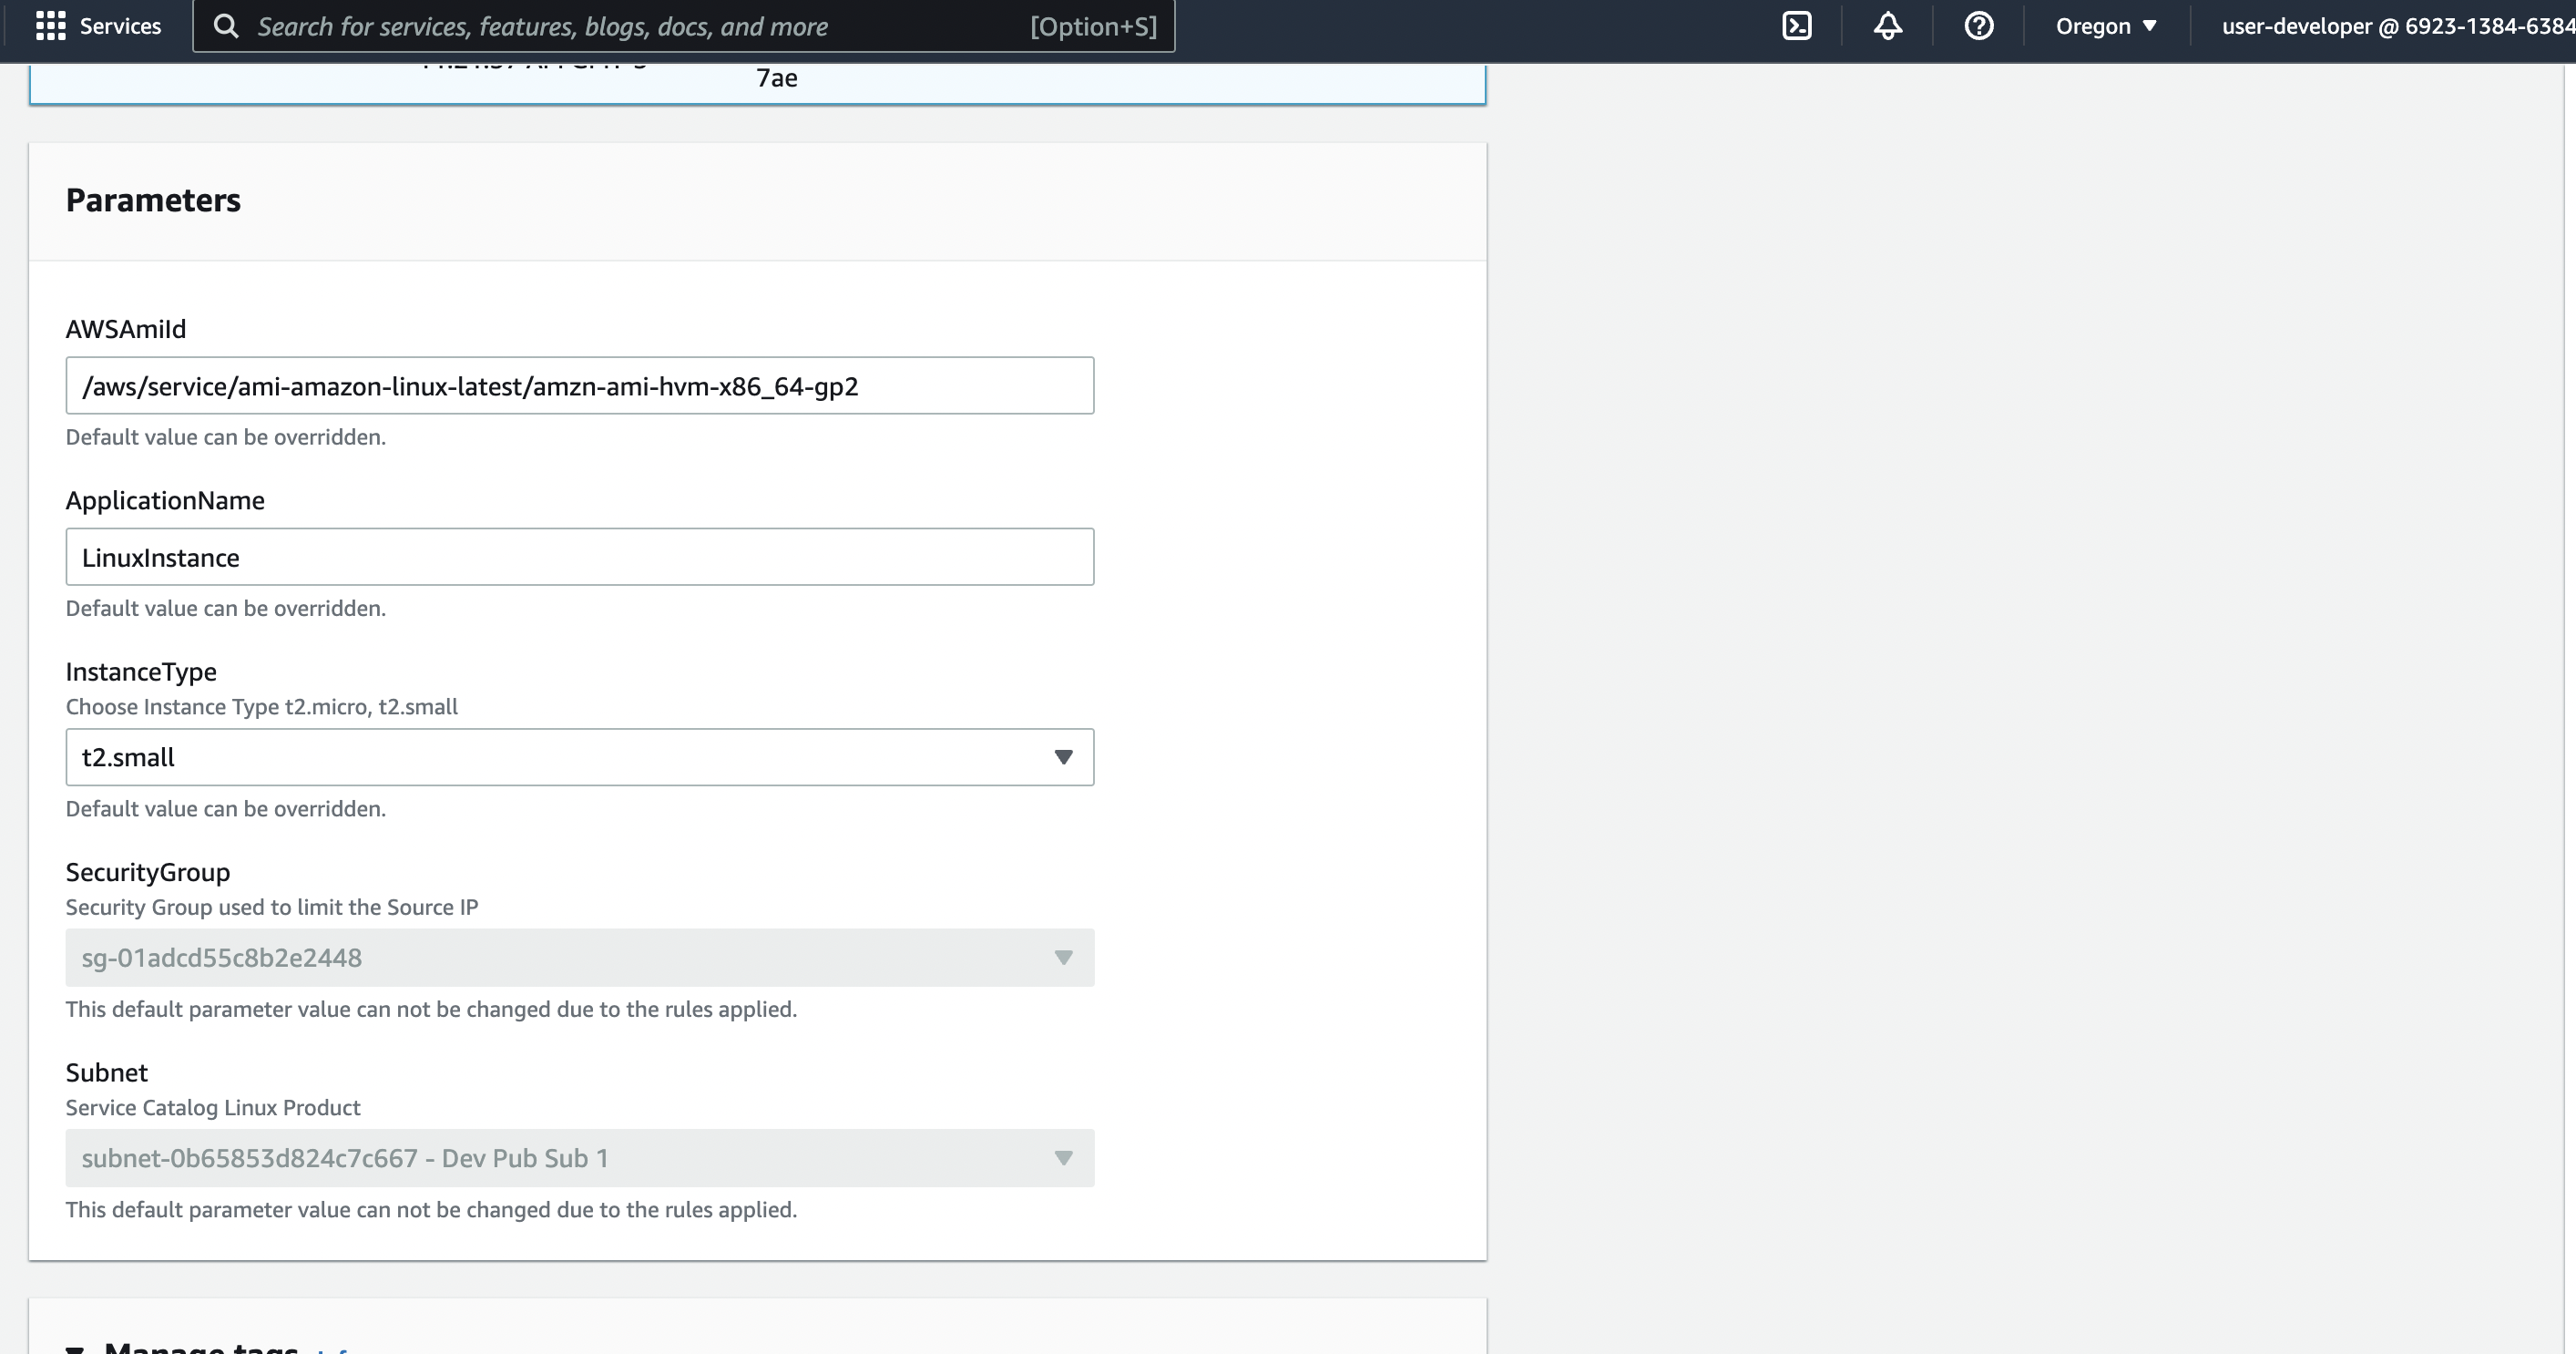 Services
Search for services, features, blogs, docs, and more [Option+S]
Oregon
user-developer @ 6923-1384-6384
7ae
Parameters
AWSAmiId
/aws/service/ami-amazon-linux-latest/amzn-ami-hvm-x86_64-gp2
Default value can be overridden.
ApplicationName
LinuxInstance
Default value can be overridden.
InstanceType
Choose Instance Type t2.micro, t2.small
t2.small
Default value can be overridden.
SecurityGroup
Security Group used to limit the Source IP
sg-01adcd55c8b2e2448
This default parameter value can not be changed due to the rules applied.
Subnet
Service Catalog Linux Product
subnet-0b65853d824c7c667 - Dev Pub Sub 1
This default parameter value can not be changed due to the rules applied.
Manage tags